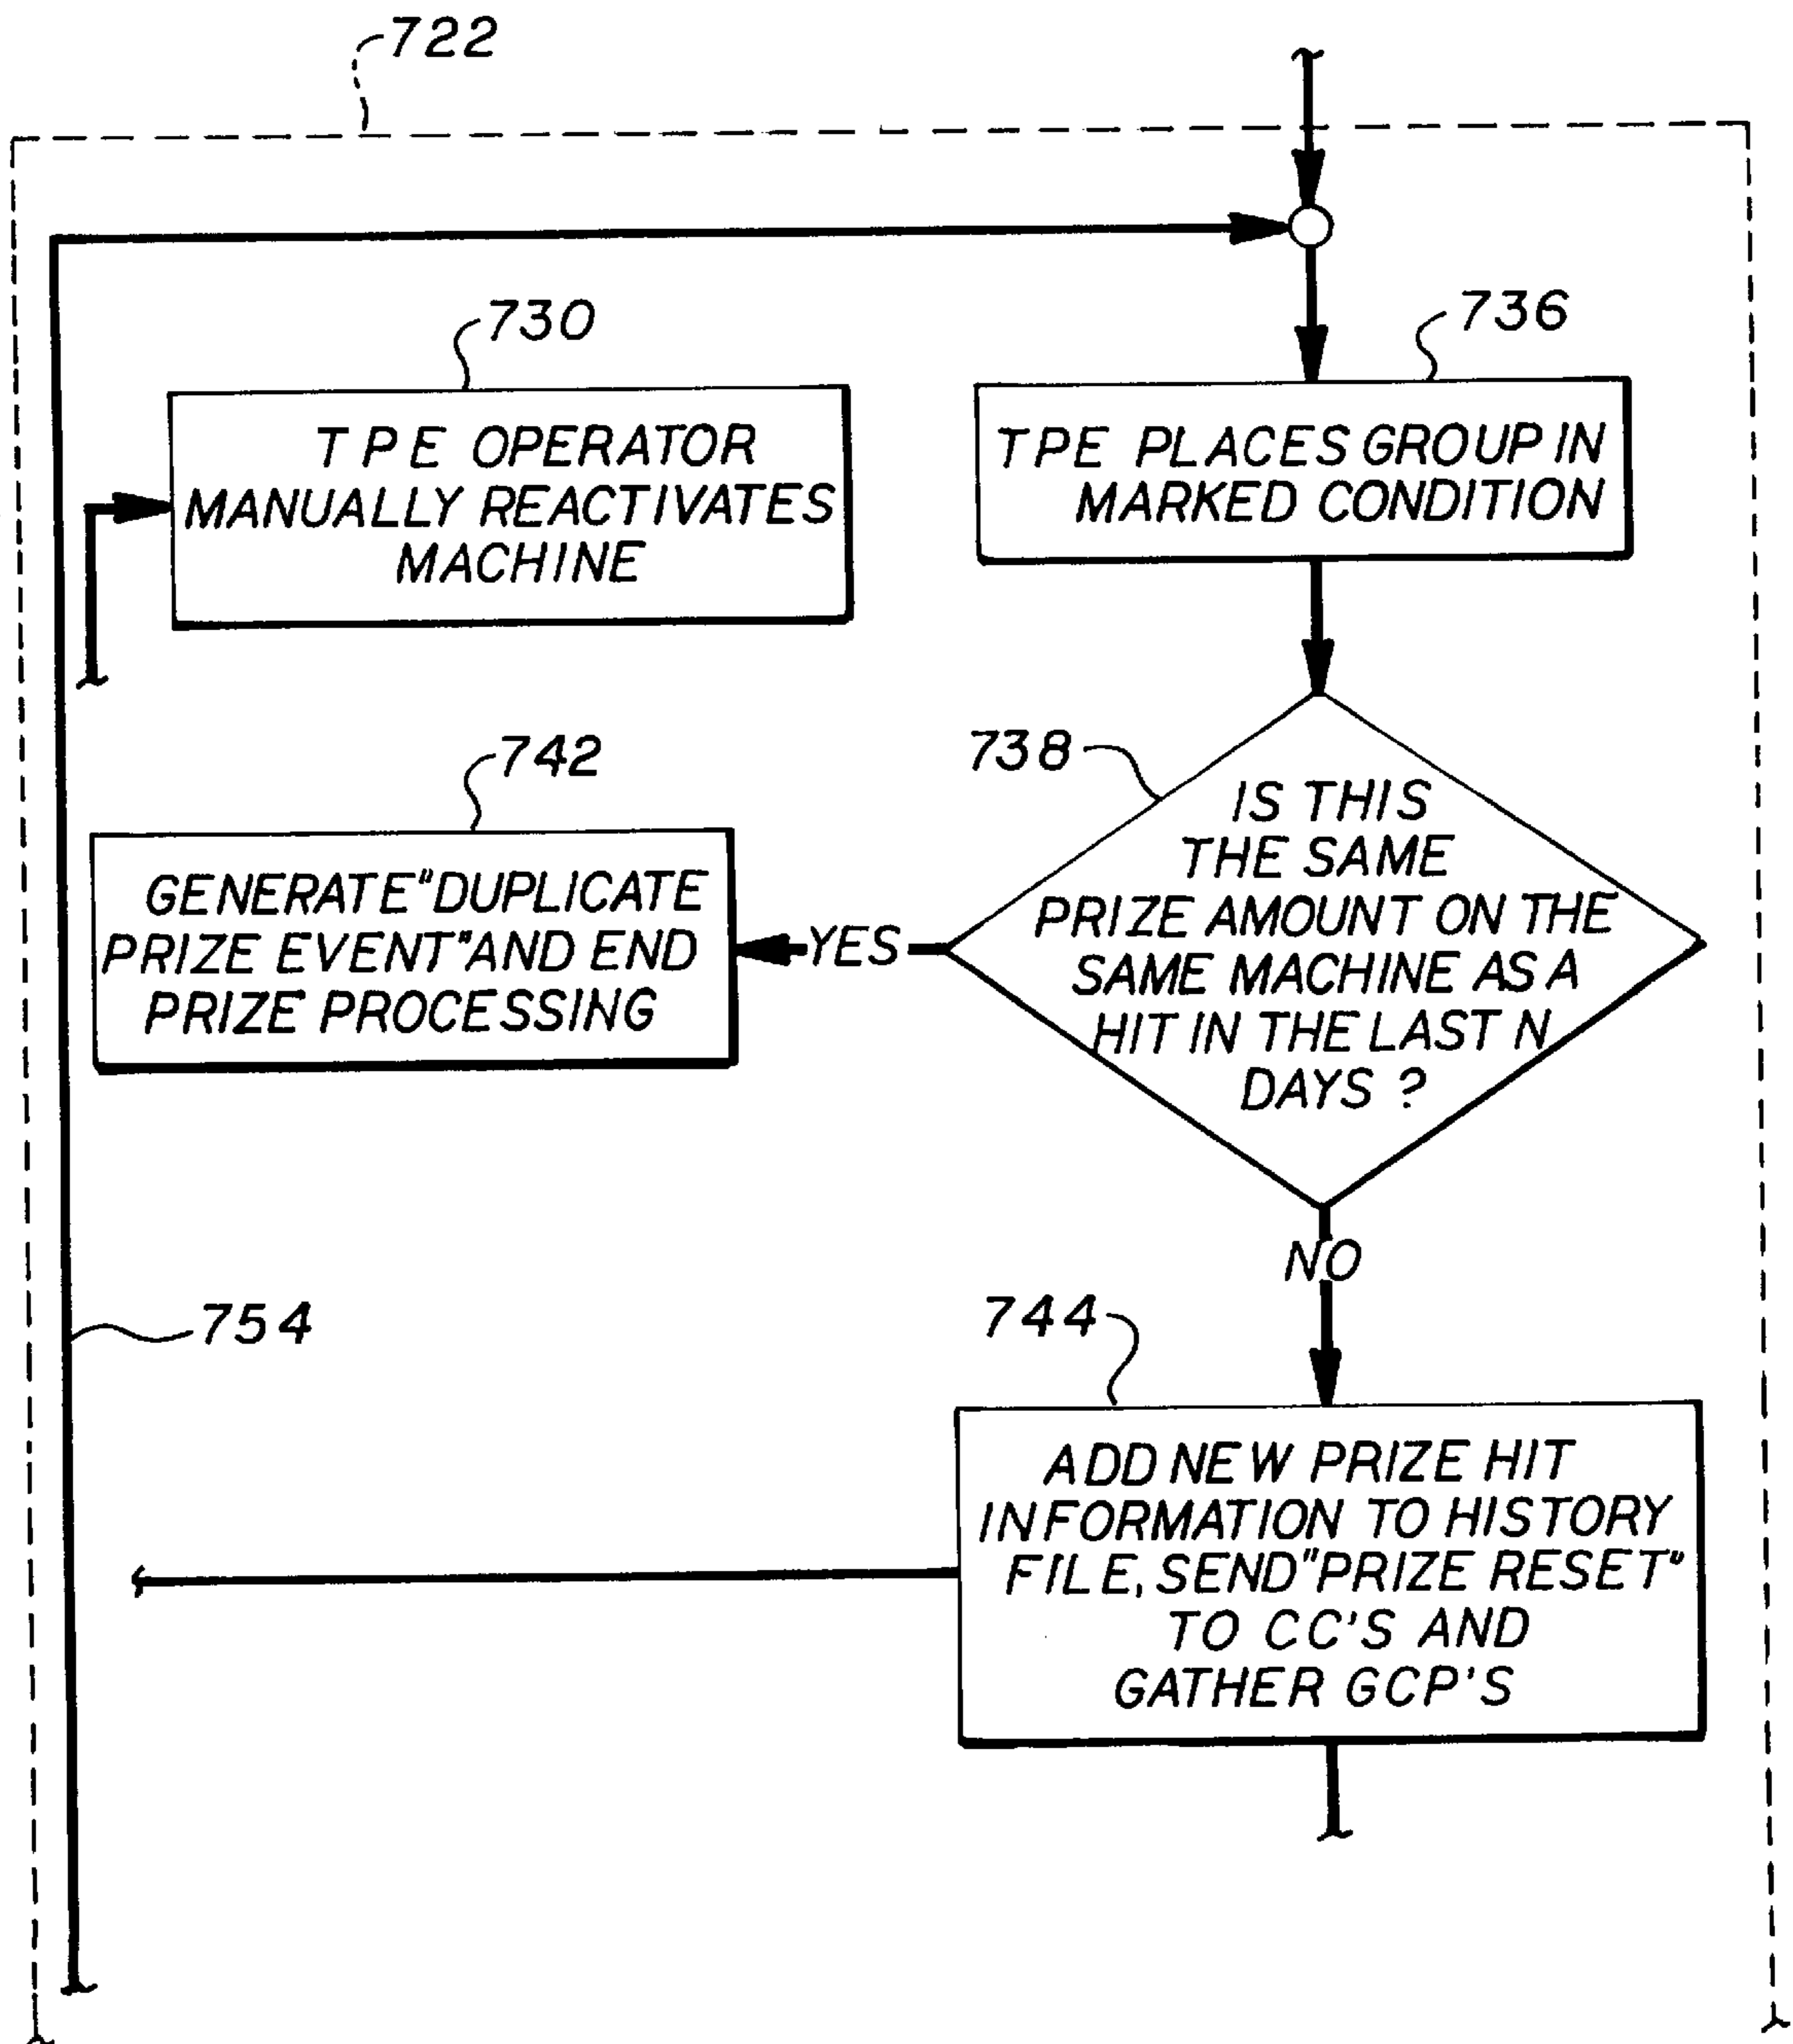 722
730
T P E OPERATOR
MANUALLY REACTIVATES
MACHINE
736
TPE PLACES GROUP IN
MARKED CONDITION
738
IS THIS
THE SAME
PRIZE AMOUNT ON THE
SAME MACHINE AS A
HIT IN THE LAST N
DAYS ?
YES
742
GENERATE "DUPLICATE
PRIZE EVENT" AND END
PRIZE PROCESSING
NO
754
744
ADD NEW PRIZE HIT
INFORMATION TO HISTORY
FILE, SEND "PRIZE RESET"
TO CC'S AND
GATHER GCP'S